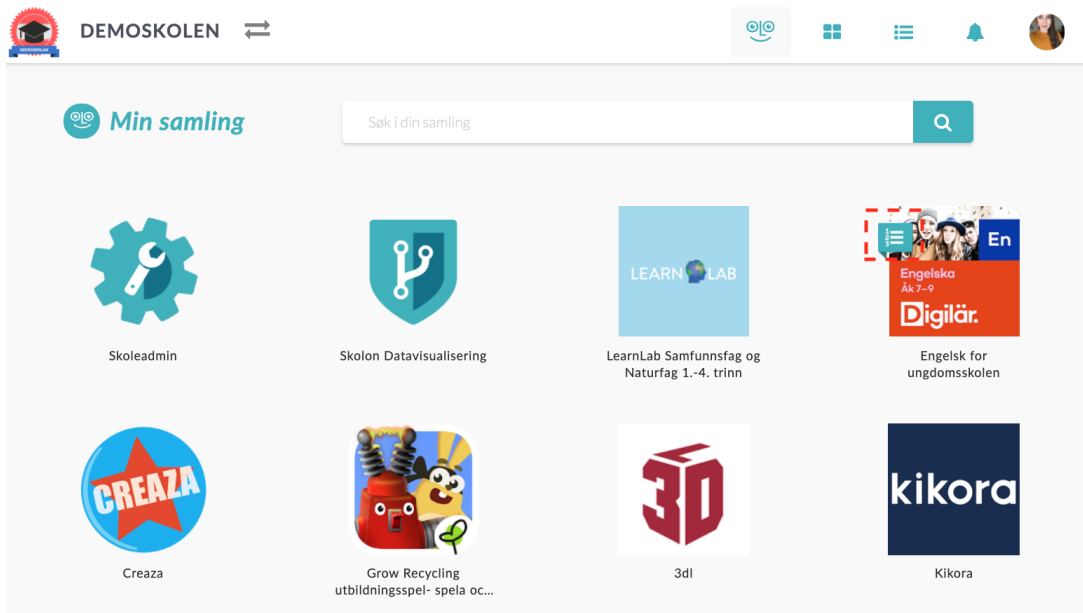 DEMOSKOLEN
DEMOSKOLEN
Min samling
Søk i din samling
LEARN LAB
En
Engelska
Åk 7–9
Digilär.
Skoleadmin
Skolon Datavisualisering
LearnLab Samfunnsfag og
Naturfag 1.-4. trinn
Engelsk for
ungdomsskolen
CREAZA
3D
kikora
Creaza
Grow Recycling
utbildningsspel- spela oc...
3dl
Kikora